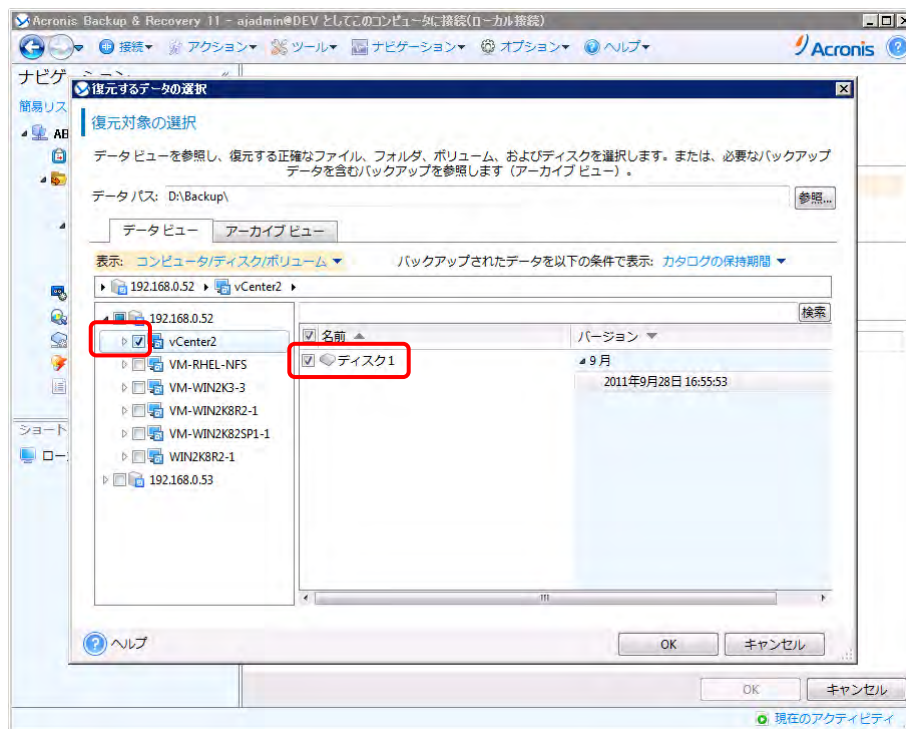 Acronis Backup & Recovery 11 - ajadmin@DEV としてこのコンピュータに接続(ローカル接続)
接続 アクション ツール ナビゲーション オプション ヘルプ Acronis
ナビゲーション
復元するデータの選択
簡易リス
復元対象の選択
AB
データ ビューを参照し、復元する正確なファイル、フォルダ、ボリューム、およびディスクを選択します。または、必要なバックアップ
データを含むバックアップを参照します（アーカイブ ビュー）。
データ パス: D:\Backup\ 参照...
データ ビュー アーカイブ ビュー
表示: コンピュータ/ディスク/ボリューム バックアップされたデータを以下の条件で表示: カタログの保持期間
192.168.0.52 vCenter2
検索
192.168.0.52
名前 バージョン
vCenter2
ディスク1 9 月
VM-RHEL-NFS
2011年9月28日 16:55:53
VM-WIN2K3-3
VM-WIN2K8R2-1
VM-WIN2K82SP1-1
ショート
WIN2K8R2-1
ロー
192.168.0.53
ヘルプ OK キャンセル
OK キャンセル
現在のアクティビティ